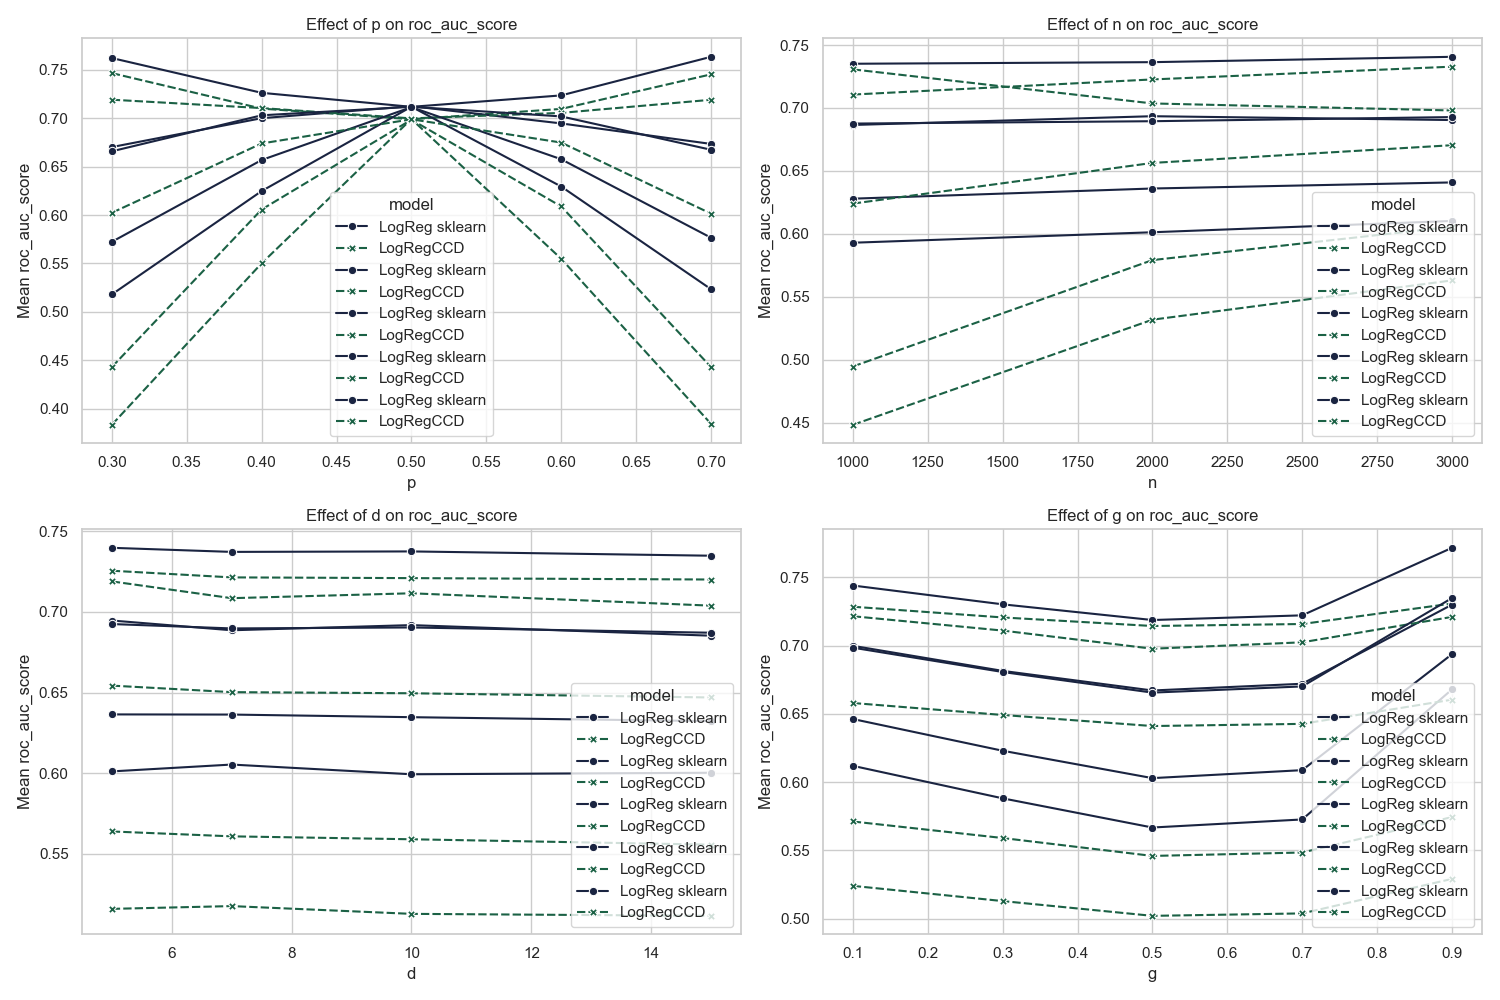 Effect of p on roc_auc_score
Mean roc_auc_score
0.75
0.70
0.65
0.60
0.55
0.50
0.45
0.40
model
LogReg sklearn
LogRegCCD
LogReg sklearn
LogRegCCD
LogReg sklearn
LogRegCCD
LogReg sklearn
LogRegCCD
LogReg sklearn
LogRegCCD
0.30 0.35 0.40 0.45 0.50 0.55 0.60 0.65 0.70
p
Effect of n on roc_auc_score
Mean roc_auc_score
0.75
0.70
0.65
0.60
0.55
0.50
0.45
model
LogReg sklearn
LogRegCCD
LogReg sklearn
LogRegCCD
LogReg sklearn
LogRegCCD
LogReg sklearn
LogRegCCD
LogReg sklearn
LogRegCCD
1000 1250 1500 1750 2000 2250 2500 2750 3000
n
Effect of d on roc_auc_score
Mean roc_auc_score
0.75
0.70
0.65
0.60
0.55
model
LogReg sklearn
LogRegCCD
LogReg sklearn
LogRegCCD
LogReg sklearn
LogRegCCD
LogReg sklearn
LogRegCCD
LogReg sklearn
LogRegCCD
6 8 10 12 14
d
Effect of g on roc_auc_score
Mean roc_auc_score
0.75
0.70
0.65
0.60
0.55
0.50
model
LogReg sklearn
LogRegCCD
LogReg sklearn
LogRegCCD
LogReg sklearn
LogRegCCD
LogReg sklearn
LogRegCCD
LogReg sklearn
LogRegCCD
0.1 0.2 0.3 0.4 0.5 0.6 0.7 0.8 0.9
g